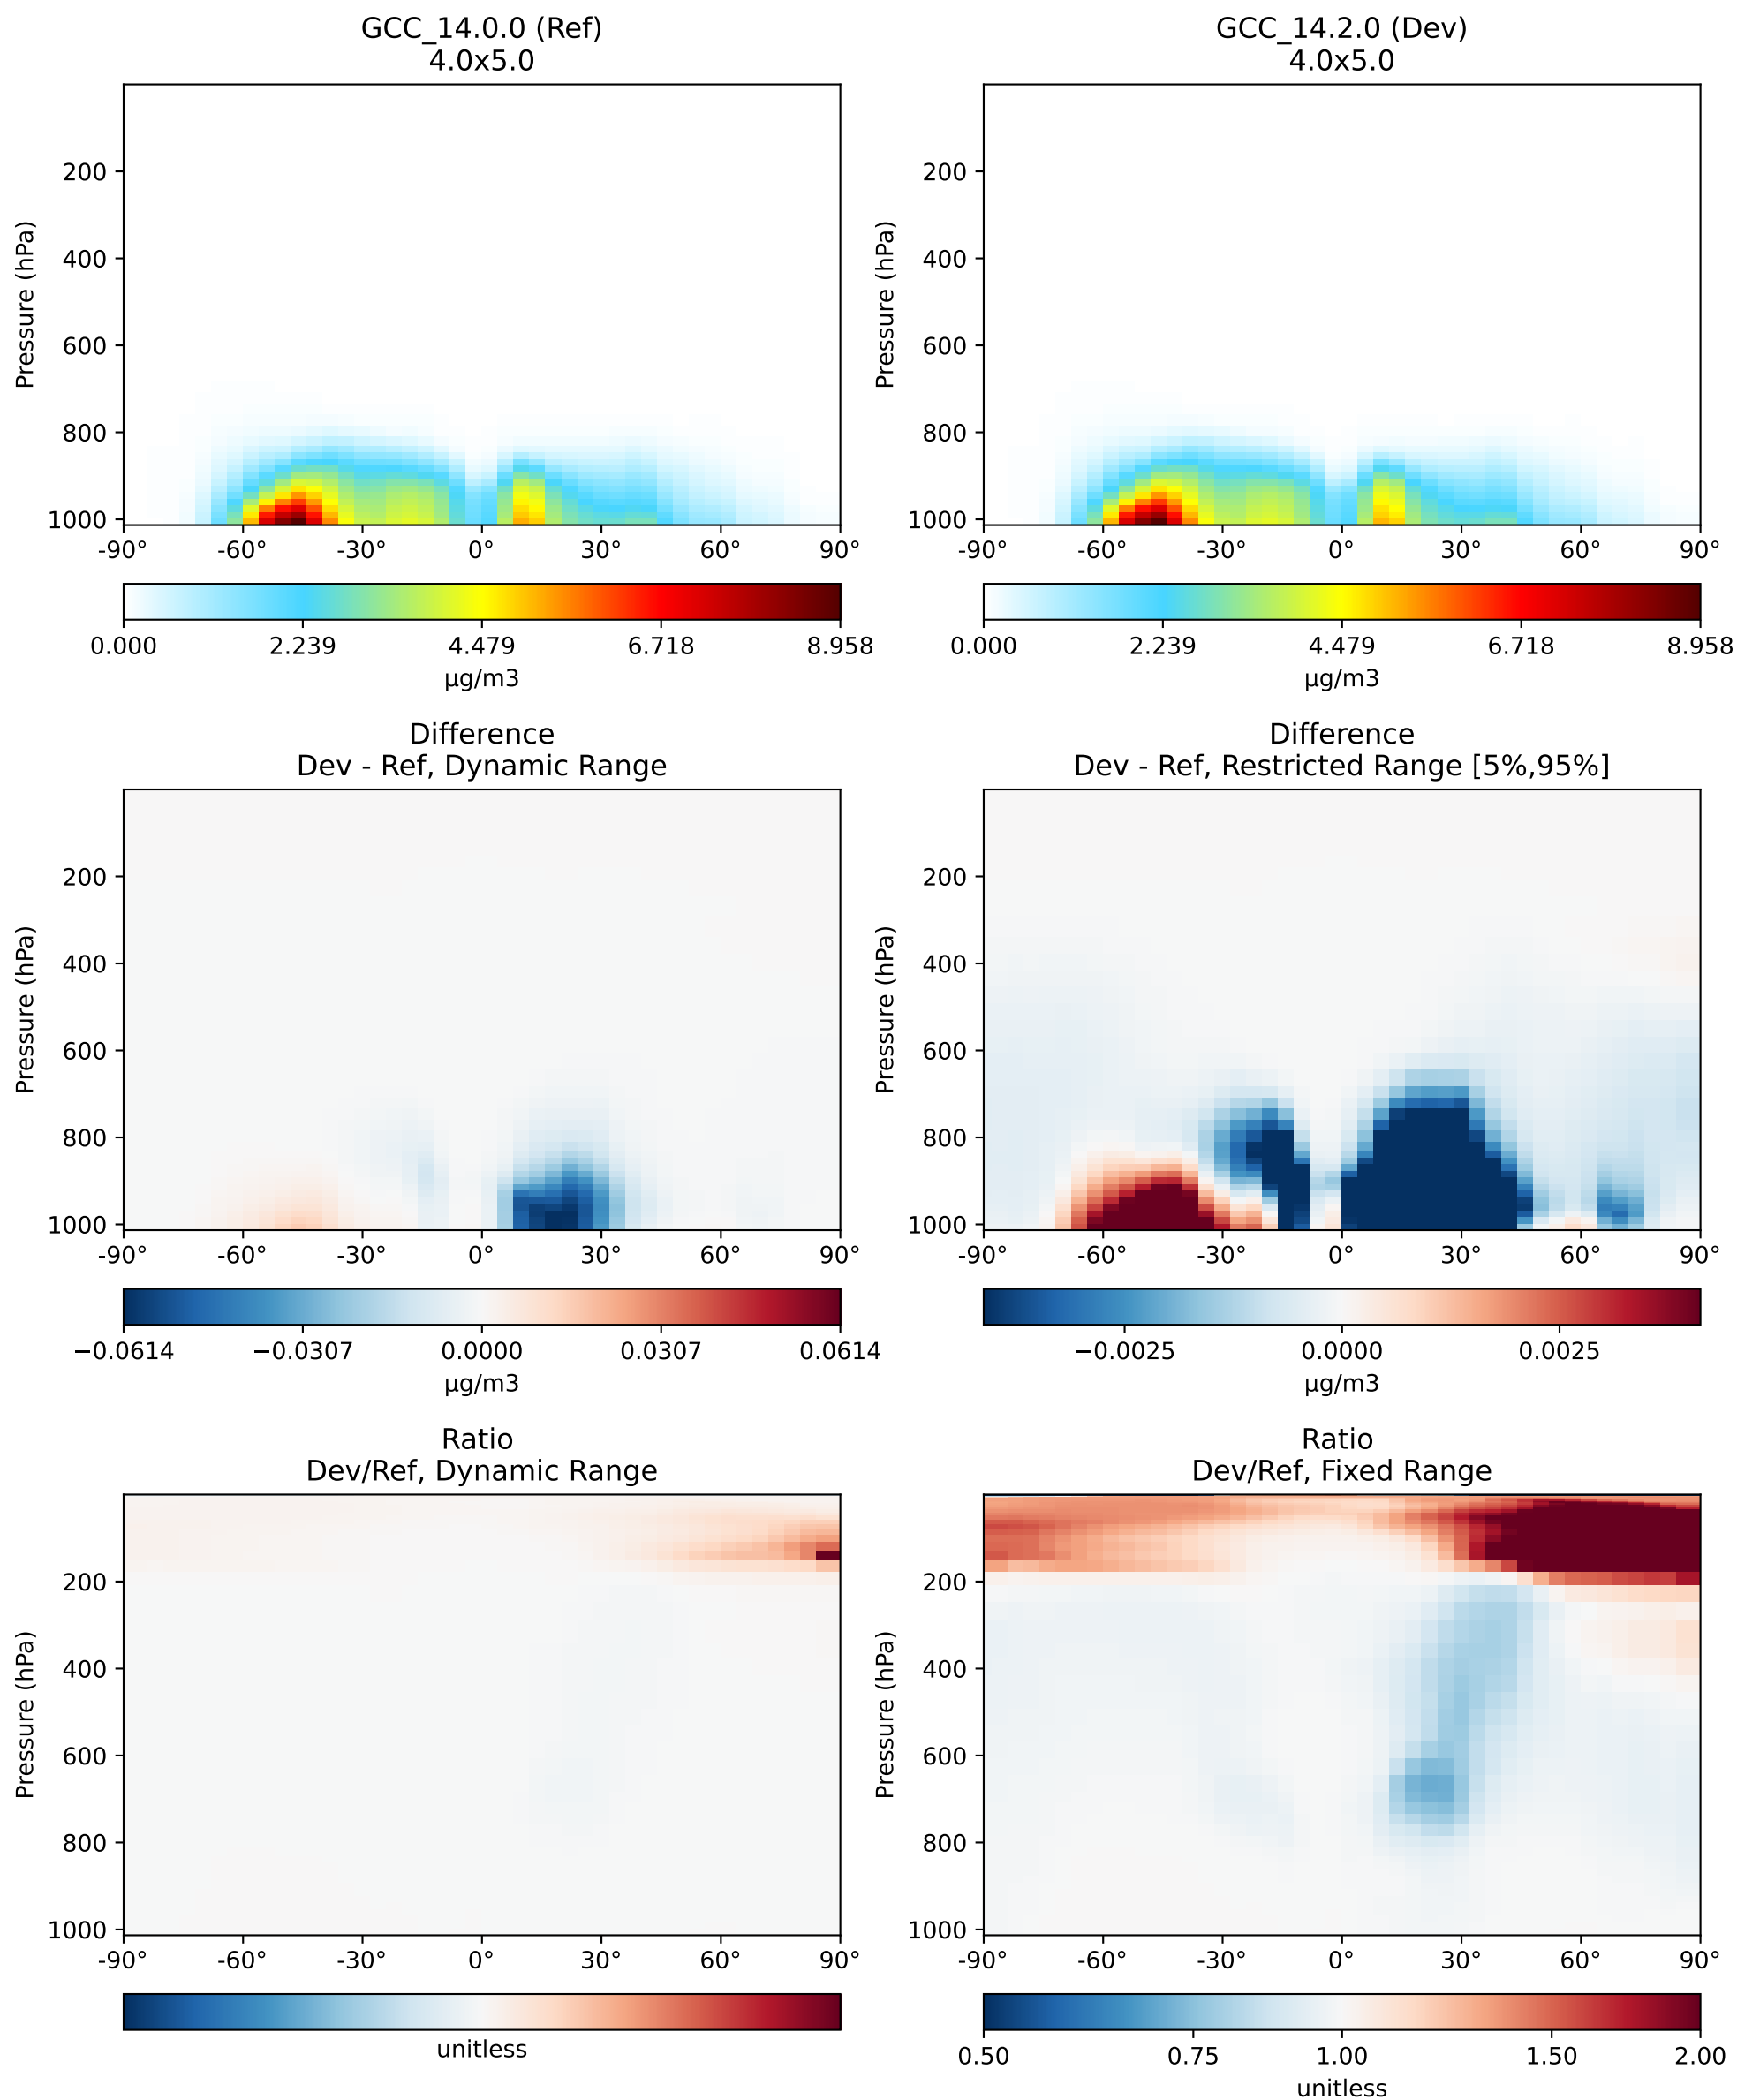 GCC_14.0.0 (Ref)
4.0x5.0
Pressure (hPa)
200
400
600
800
1000
-90° -60° -30° 0° 30° 60° 90°
0.000 2.239 4.479 6.718 8.958
µg/m3
GCC_14.2.0 (Dev)
4.0x5.0
Pressure (hPa)
200
400
600
800
1000
-90° -60° -30° 0° 30° 60° 90°
0.000 2.239 4.479 6.718 8.958
µg/m3
Difference
Dev - Ref, Dynamic Range
Pressure (hPa)
200
400
600
800
1000
-90° -60° -30° 0° 30° 60° 90°
−0.0614 −0.0307 0.0000 0.0307 0.0614
µg/m3
Difference
Dev - Ref, Restricted Range [5%,95%]
Pressure (hPa)
200
400
600
800
1000
-90° -60° -30° 0° 30° 60° 90°
−0.0025 0.0000 0.0025
µg/m3
Ratio
Dev/Ref, Dynamic Range
Pressure (hPa)
200
400
600
800
1000
-90° -60° -30° 0° 30° 60° 90°
unitless
Ratio
Dev/Ref, Fixed Range
Pressure (hPa)
200
400
600
800
1000
-90° -60° -30° 0° 30° 60° 90°
0.50 0.75 1.00 1.50 2.00
unitless